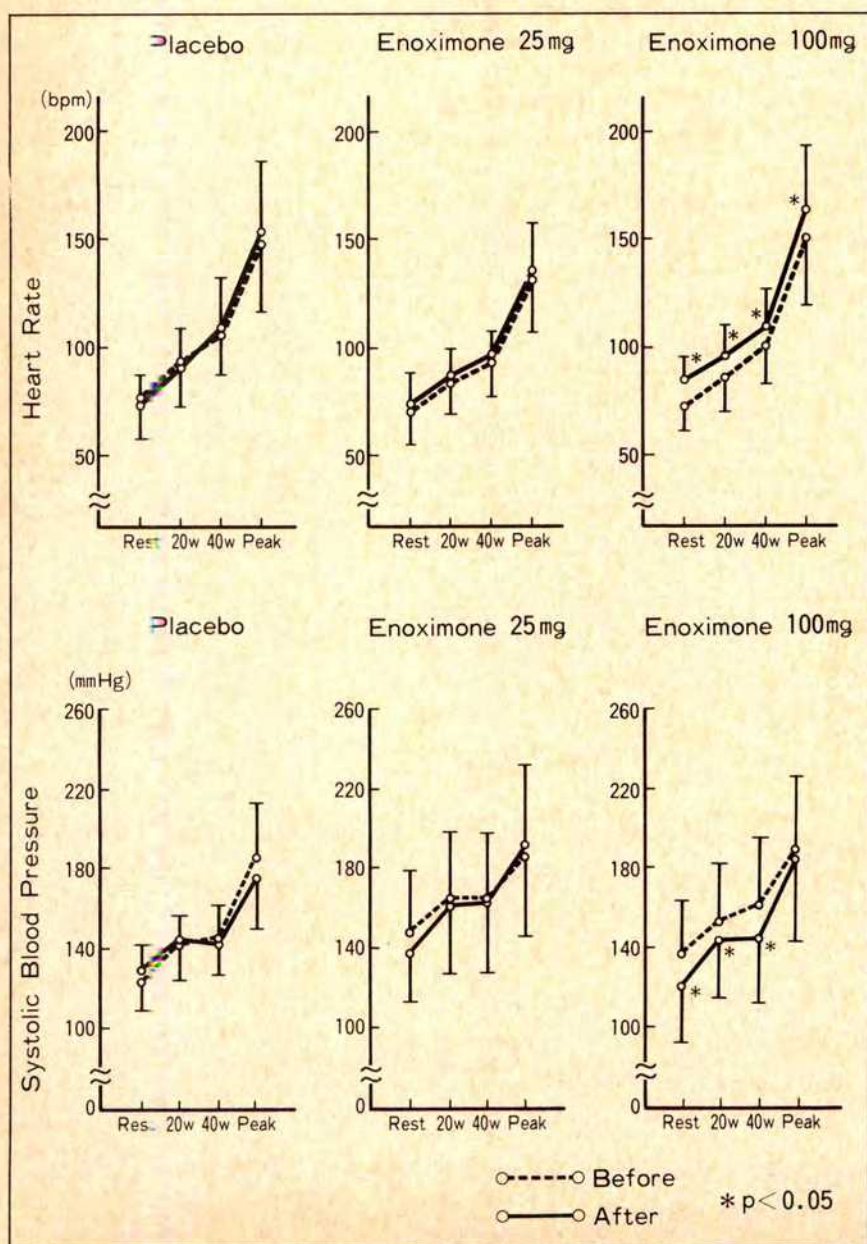 Placebo Enoximone 25mg Enoximone 100mg
(bpm)
Heart Rate
200 200 200
150 150 150
* *
100 100 100
* *
50 50 50
Rest 20w 40w Peak Rest 20w 40w Peak Rest 20w 40w Peak
Placebo Enoximone 25mg Enoximone 100mg
(mmHg)
Systolic Blood Pressure
260 260 260
220 220 220
180 180 180
140 140 140
* * *
100 100 100
0 0 0
Res 20w 40w Peak Rest 20w 40w Peak Rest 20w 40w Peak
Before
After * p < 0.05